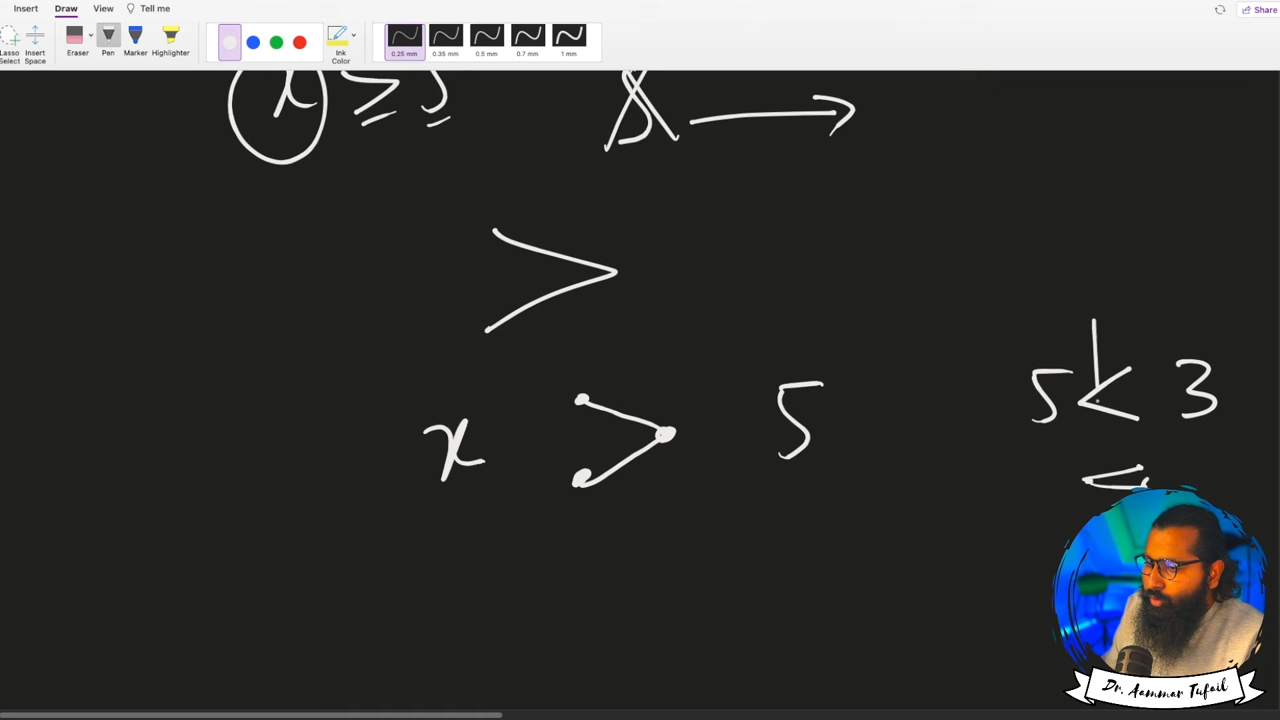 Insert Draw View Tell me
Share
Lasso Select Insert Space Eraser Pen Marker Highlighter Ink Color 0.25 mm 0.35 mm 0.5 mm 0.7 mm 1 mm
x ≥ 5
>
x > 5
5 < 3
<
Dr. Aammar Tufail